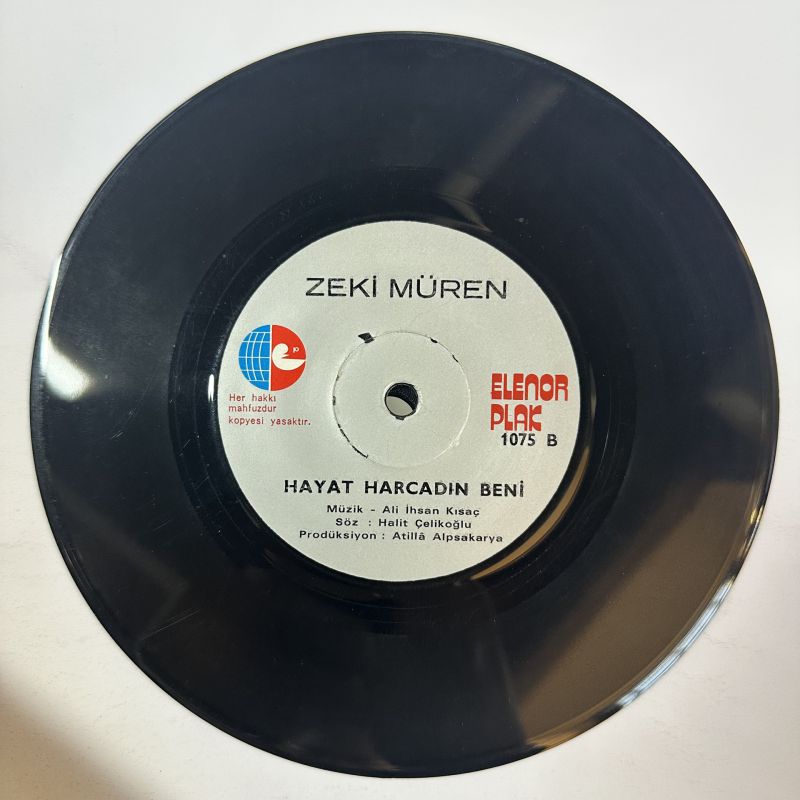 ZEKİ MÜREN
Her hakkı
mahfuzdur
kopyesi yasaktır.
ELENOR
PLAK
1075 B
HAYAT HARCADIN BENİ
Müzik - Ali İhsan Kısaç
Söz : Halit Çelikoğlu
Prodüksiyon : Atillâ Alpsakarya